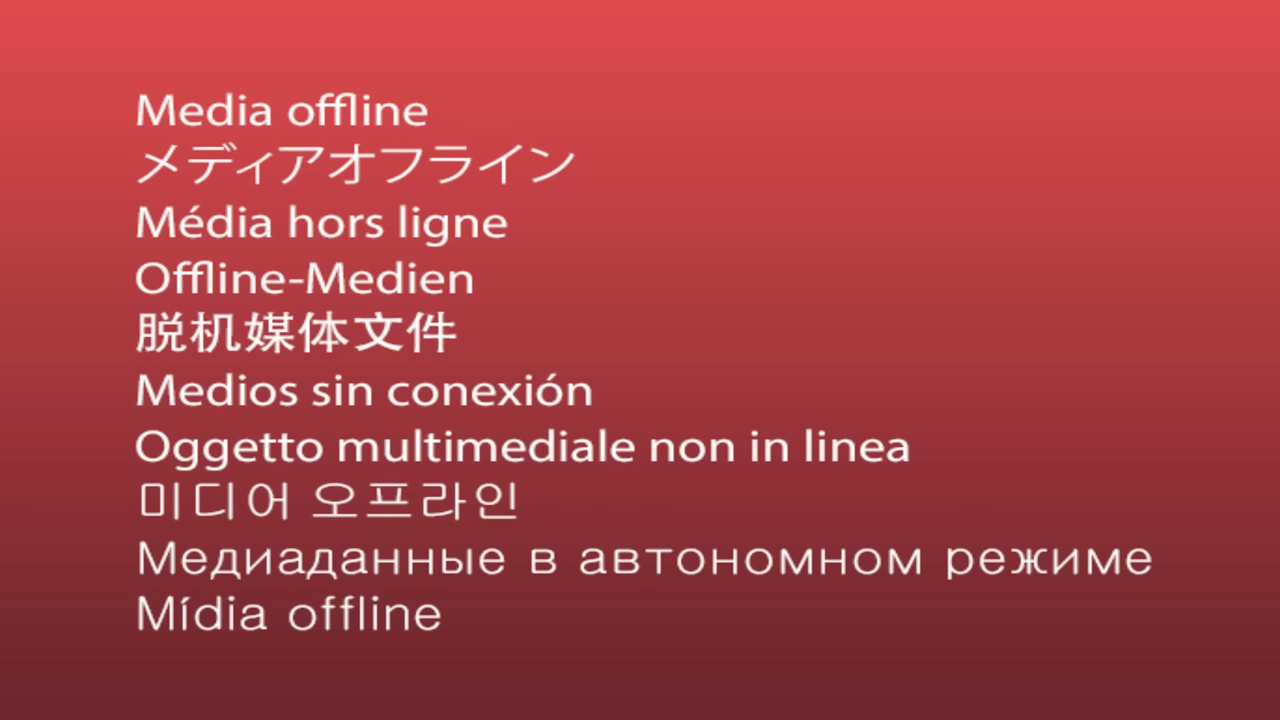 Media offline
メディアオフライン
Média hors ligne
Offline-Medien
脱机媒体文件
Medios sin conexión
Oggetto multimediale non in linea
미디어 오프라인
Медиаданные в автономном режиме
Mídia offline